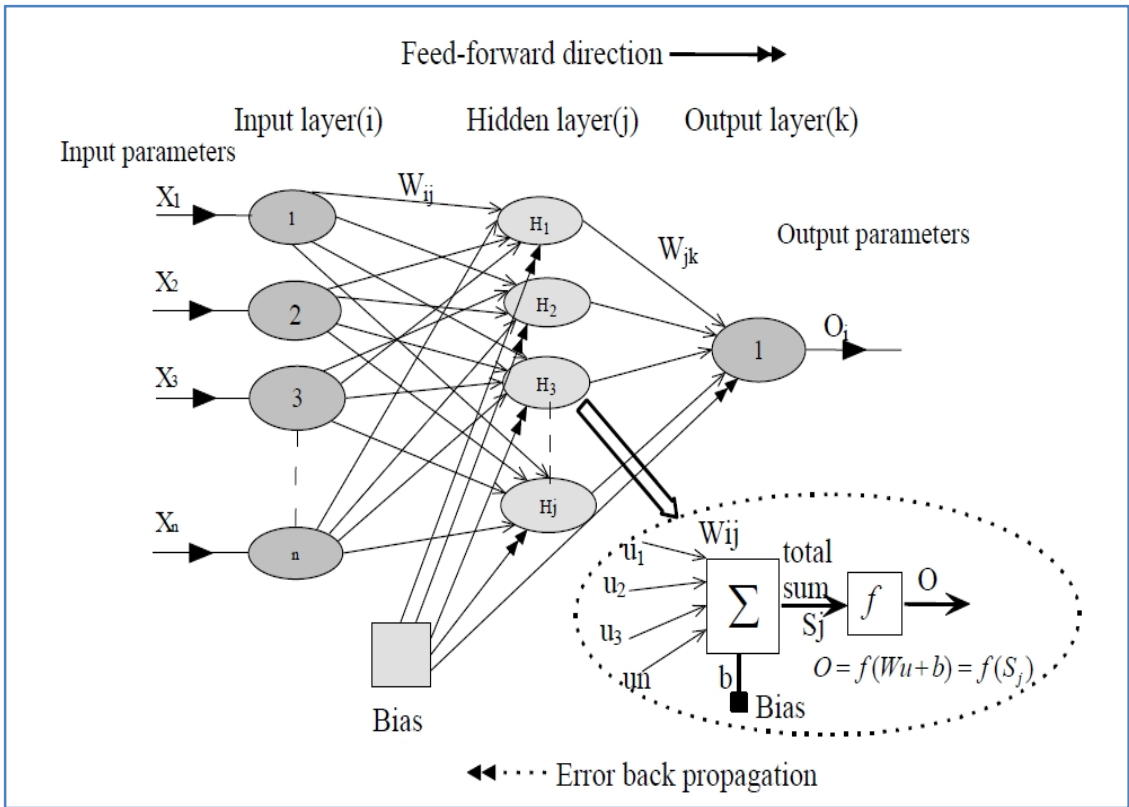 Feed-forward direction
Input layer(i) Hidden layer(j) Output layer(k)
Input parameters
X1
1
Wij
H1
Wjk
Output parameters
X2
2
H2
1
Oi
X3
3
H3
Xn
n
Hj
Wij
u1
total
u2
∑
sum
f
O
u3
Sj
un
b
O = f(Wu+b) = f(Sj)
Bias
Bias
Error back propagation